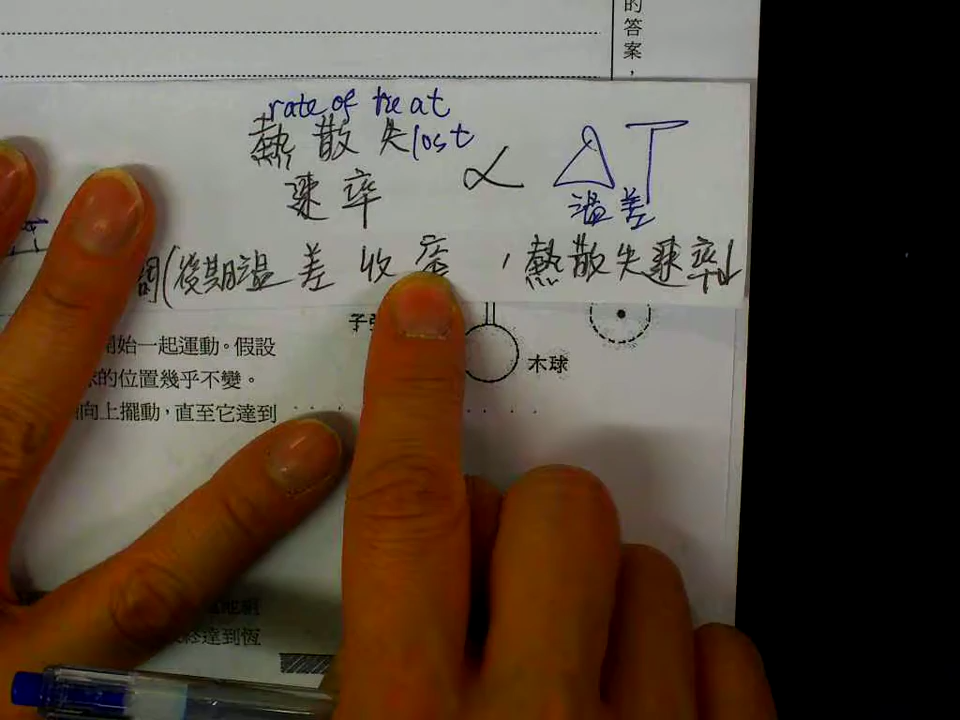 的
答
案
，
rate of heat
熱散失lost
速率 ∝ ΔT
溫差
後期溫差收窄，熱散失速率↓
開始一起運動。假設
木球
的位置幾乎不變。
向上擺動，直至它達到
達到恆